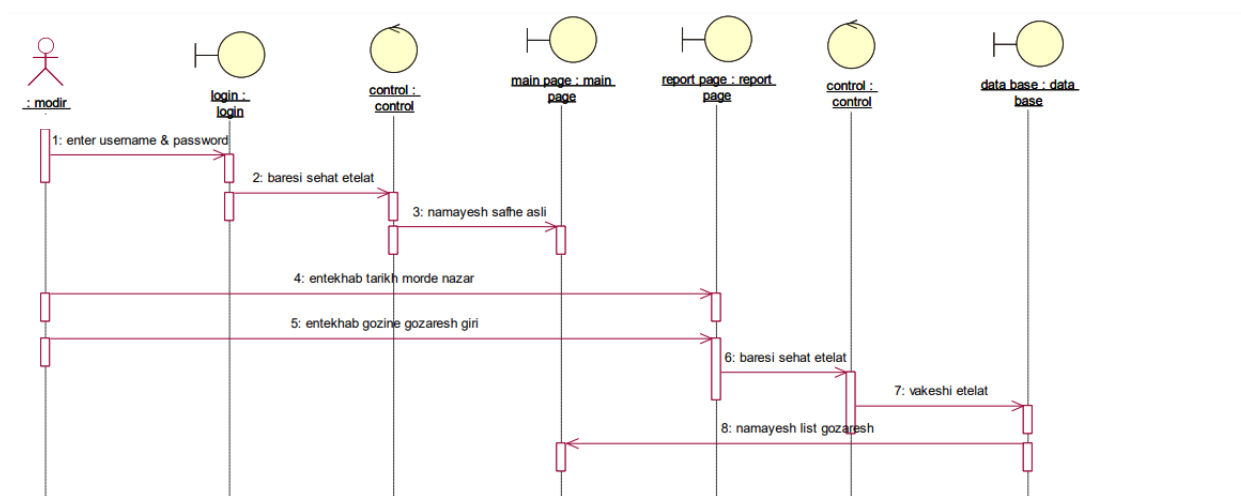 : modir
login :
login
control :
control
main page : main
page
report page : report
page
control :
control
data base : data
base
1: enter username & password
2: baresi sehat etelat
3: namayesh safhe asli
4: entekhab tarikh morde nazar
5: entekhab gozine gozaresh giri
6: baresi sehat etelat
7: vakeshi etelat
8: namayesh list gozaresh